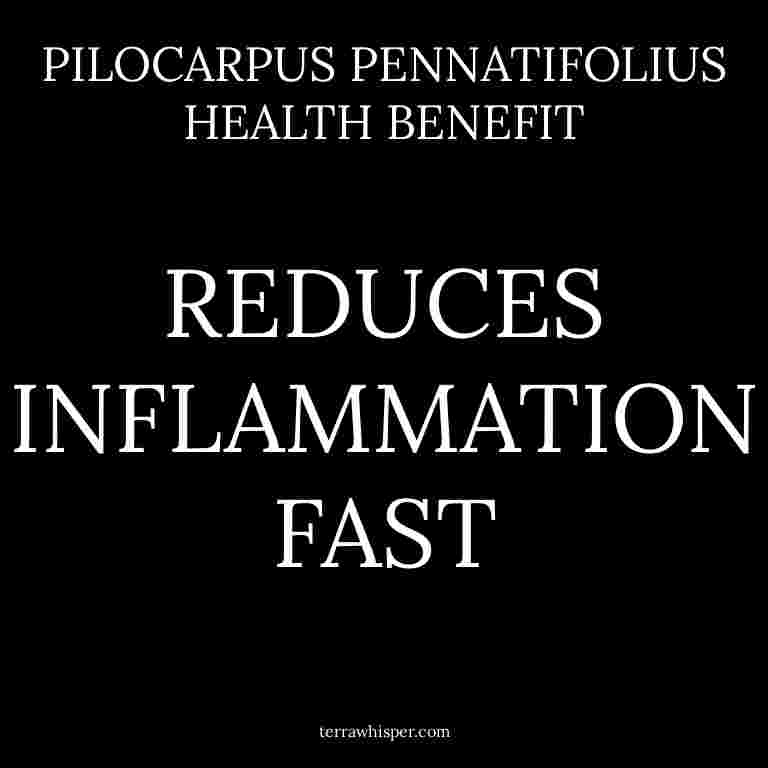 PILOCARPUS PENNATIFOLIUS
HEALTH BENEFIT
REDUCES
INFLAMMATION
FAST
terrawhisper.com